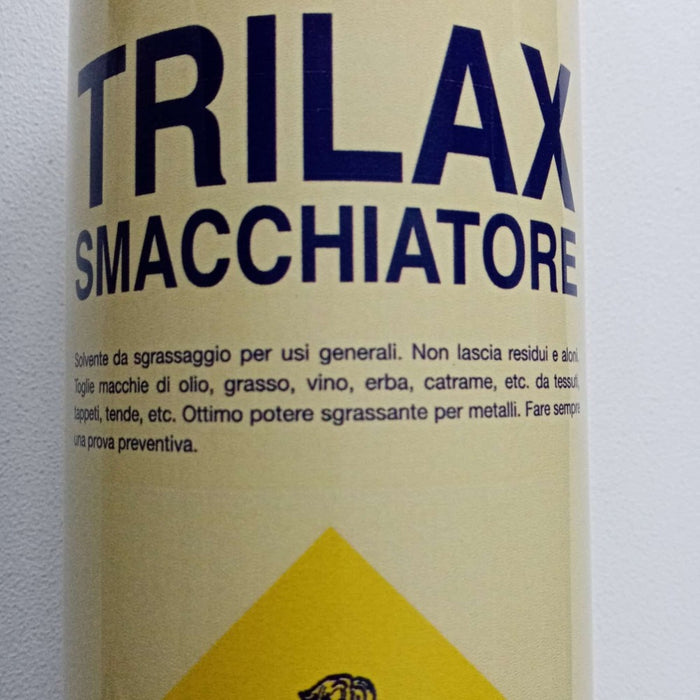 TRILAX
SMACCHIATORE
Solvente da sgrassaggio per usi generali. Non lascia residui e aloni.
Toglie macchie di olio, grasso, vino, erba, catrame, etc. da tessuti,
tappeti, tende, etc. Ottimo potere sgrassante per metalli. Fare sempre
una prova preventiva.